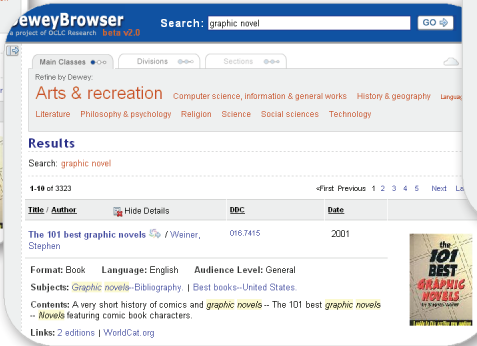 DeweyBrowser
a project of OCLC Research beta v2.0
Search: graphic novel GO
Main Classes Divisions Sections
Refine by Dewey:
Arts & recreation Computer science, information & general works History & geography
Literature Philosophy & psychology Religion Science Social sciences Technology
Results
Search: graphic novel
1-10 of 3323 <First Previous 1 2 3 4 5 Next
Title / Author Hide Details DDC Date
The 101 best graphic novels / Weiner, Stephen 016.7415 2001
Format: Book Language: English Audience Level: General
Subjects: Graphic novels--Bibliography. | Best books--United States.
Contents: A very short history of comics and graphic novels -- The 101 best graphic novels
-- Novels featuring comic book characters.
Links: 2 editions | WorldCat.org
the
101
BEST
GRAPHIC
NOVELS